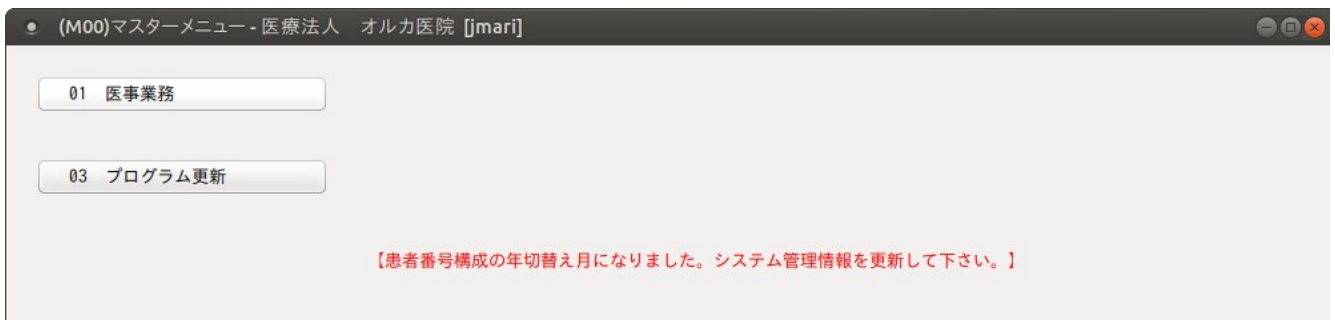 (M00)マスターメニュー - 医療法人　オルカ医院 [jmari]
01　医事業務
03　プログラム更新
【患者番号構成の年切替え月になりました。システム管理情報を更新して下さい。】